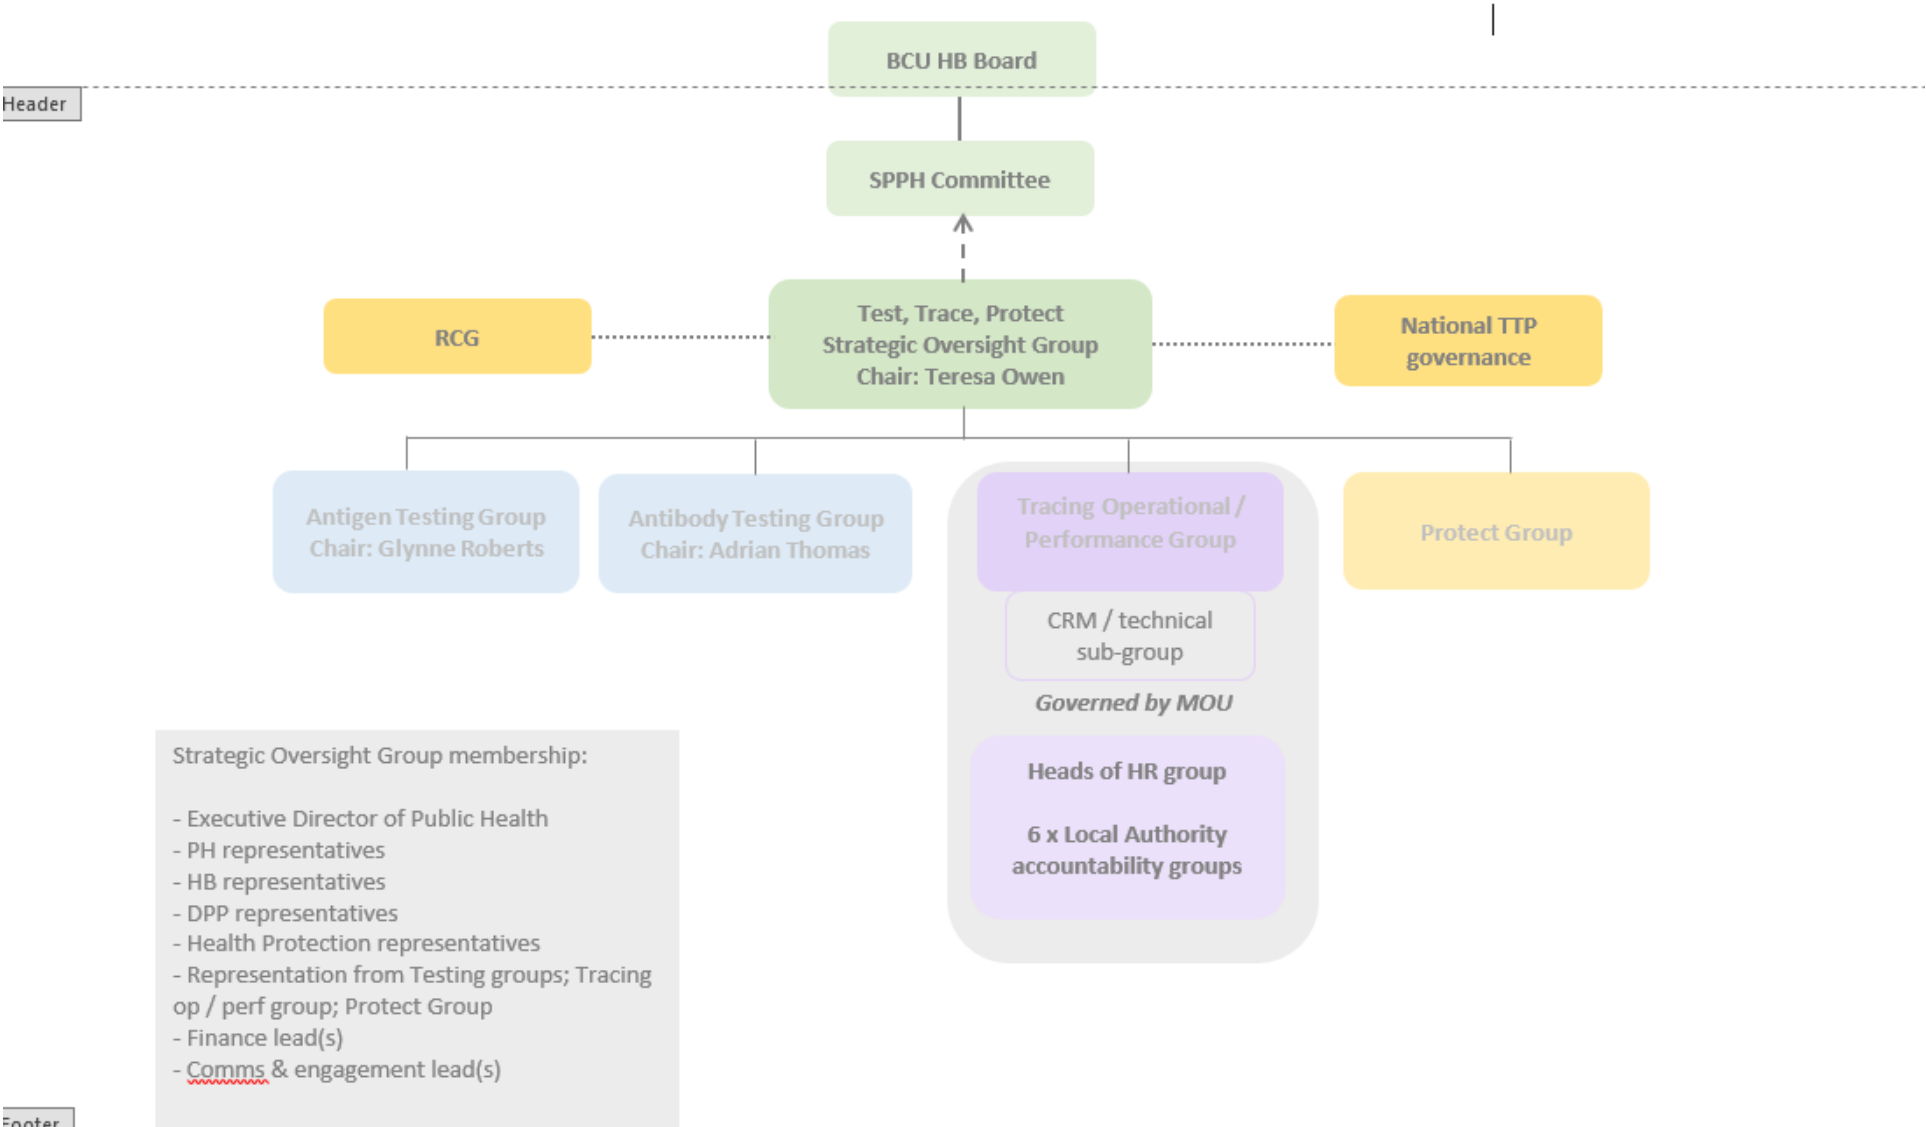 BCU HB Board
Header
SPPH Committee
Test, Trace, Protect
Strategic Oversight Group
Chair: Teresa Owen
RCG
National TTP
governance
Antigen Testing Group
Chair: Glynne Roberts
Antibody Testing Group
Chair: Adrian Thomas
Tracing Operational /
Performance Group
Protect Group
CRM / technical
sub-group
Governed by MOU
Heads of HR group
6 x Local Authority
accountability groups
Strategic Oversight Group membership:
- Executive Director of Public Health
- PH representatives
- HB representatives
- DPP representatives
- Health Protection representatives
- Representation from Testing groups; Tracing
op / perf group; Protect Group
- Finance lead(s)
- Comms & engagement lead(s)
Footer